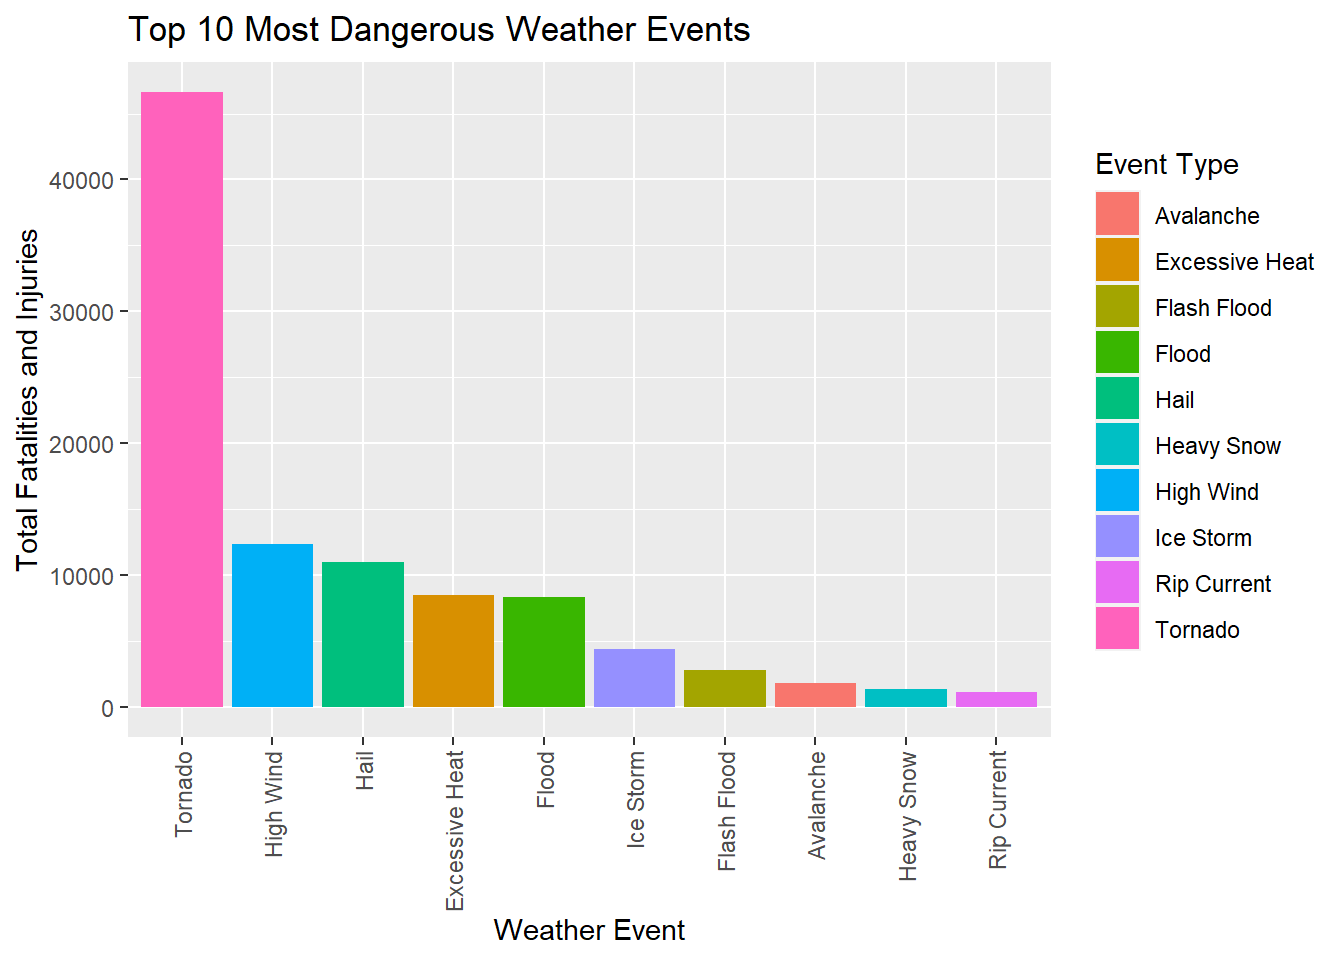 Top 10 Most Dangerous Weather Events
Total Fatalities and Injuries
40000
30000
20000
10000
0
Tornado
High Wind
Hail
Excessive Heat
Flood
Ice Storm
Flash Flood
Avalanche
Heavy Snow
Rip Current
Weather Event
Event Type
Avalanche
Excessive Heat
Flash Flood
Flood
Hail
Heavy Snow
High Wind
Ice Storm
Rip Current
Tornado